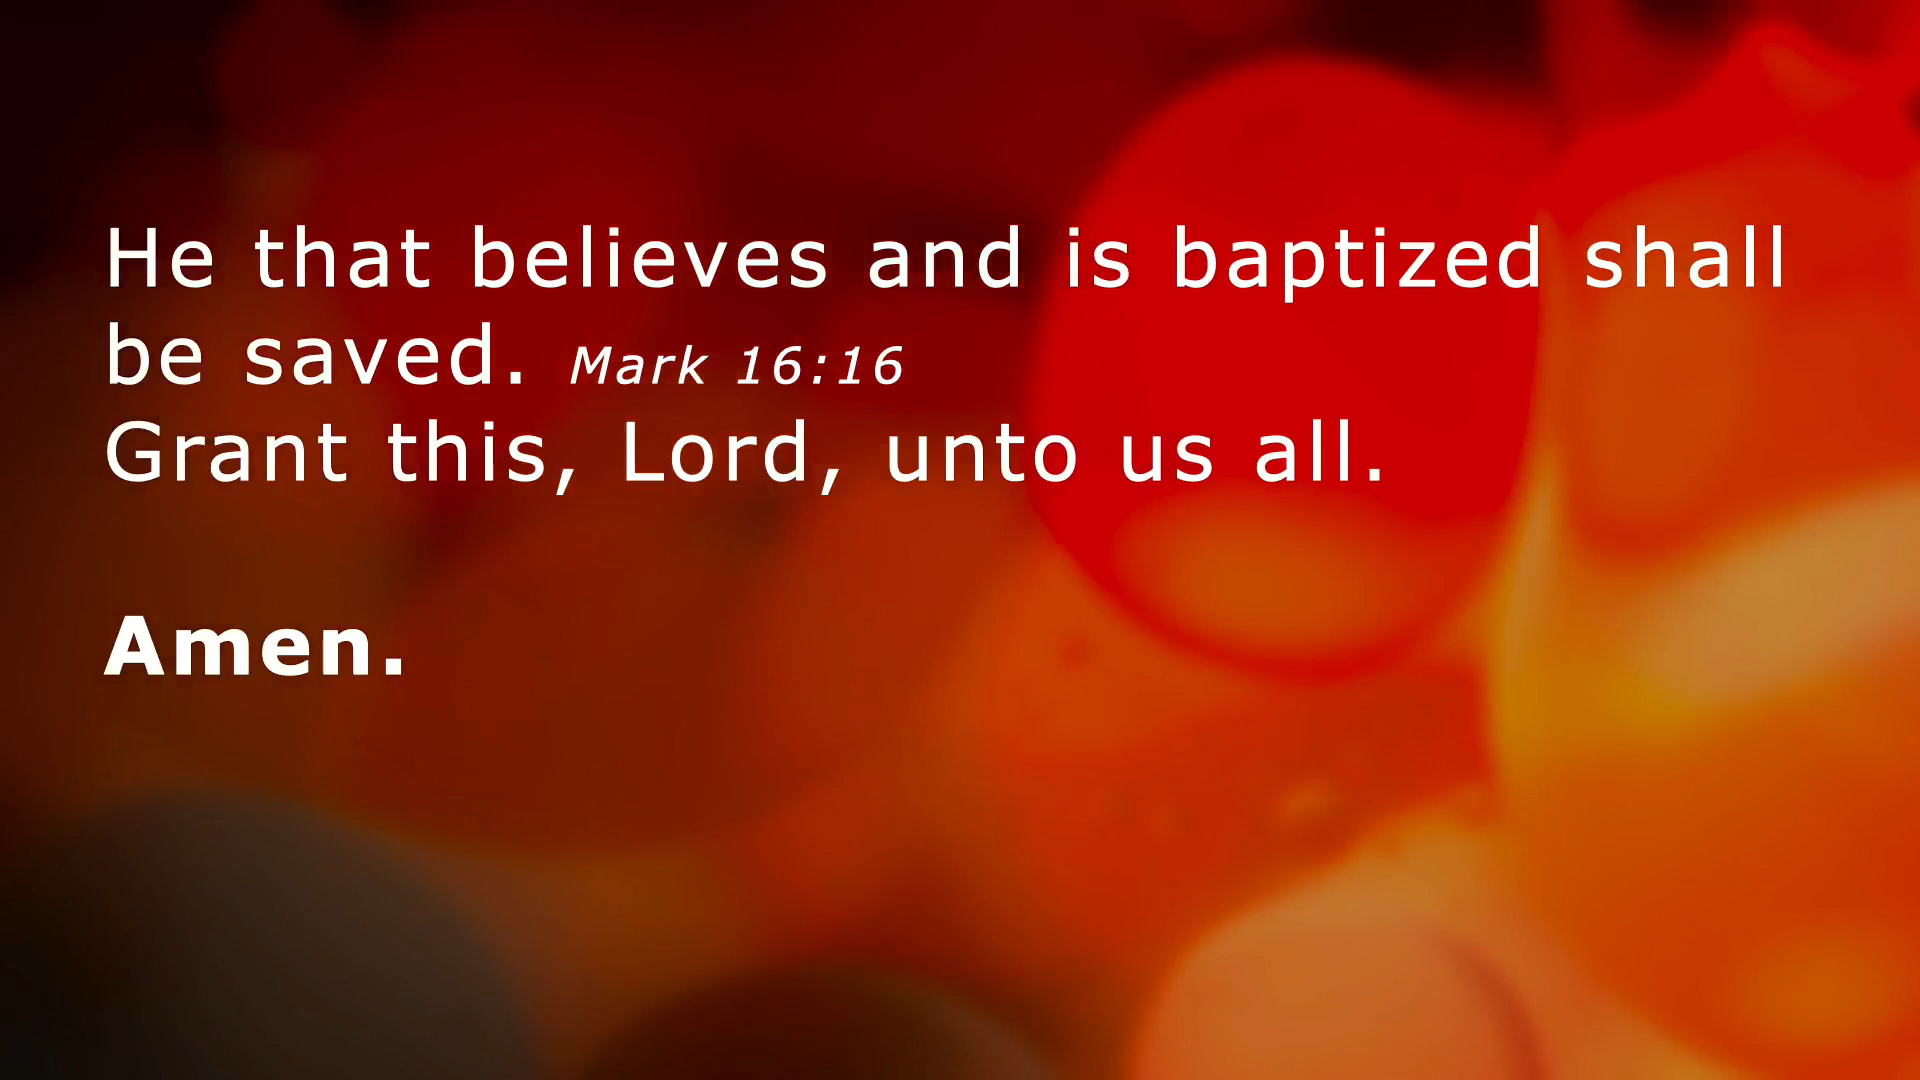 He that believes and is baptized shall
be saved. Mark 16:16
Grant this, Lord, unto us all.
Amen.